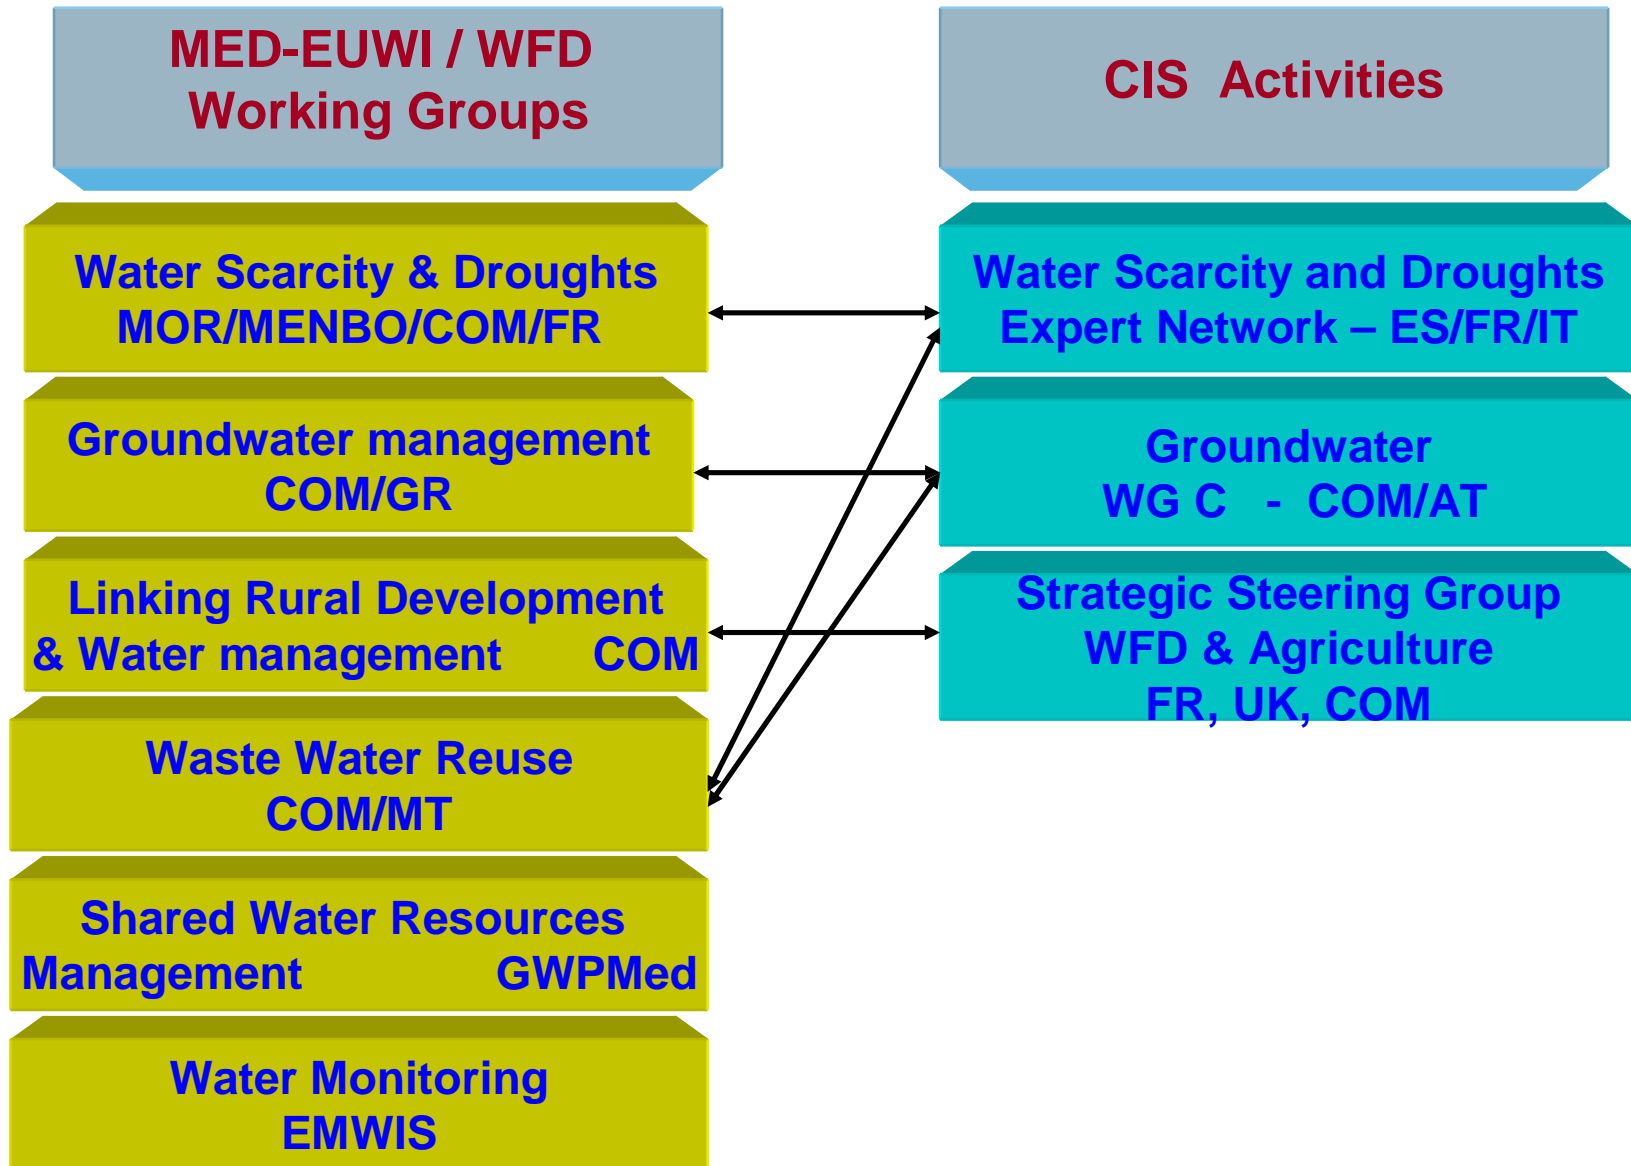 MED-EUWI / WFD
Working Groups
CIS Activities
Water Scarcity & Droughts
MOR/MENBO/COM/FR
Groundwater management
COM/GR
Linking Rural Development
& Water management COM
Waste Water Reuse
COM/MT
Shared Water Resources
Management GWPMed
Water Monitoring
EMWIS
Water Scarcity and Droughts
Expert Network – ES/FR/IT
Groundwater
WG C - COM/AT
Strategic Steering Group
WFD & Agriculture
FR, UK, COM